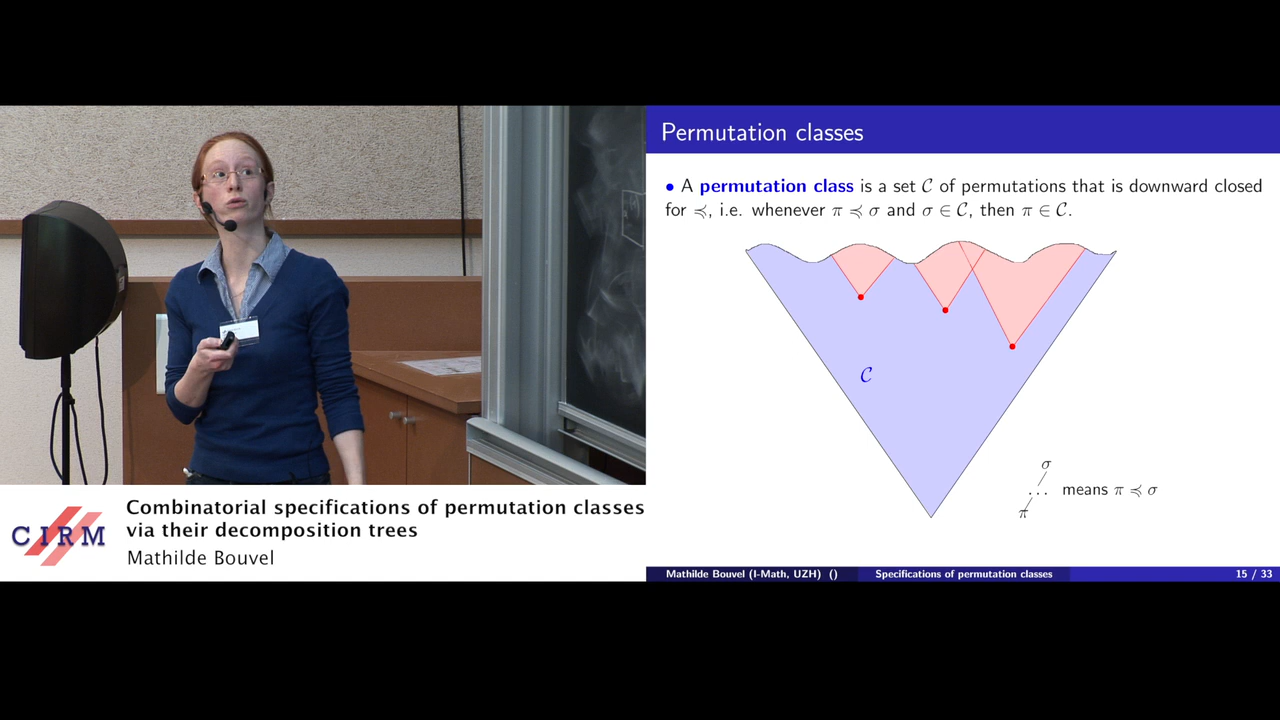 Permutation classes
• A permutation class is a set 𝒞 of permutations that is downward closed
for ≼, i.e. whenever π ≼ σ and σ ∈ 𝒞, then π ∈ 𝒞.
𝒞
σ
... means π ≼ σ
π
CIRM
Combinatorial specifications of permutation classes
via their decomposition trees
Mathilde Bouvel
Mathilde Bouvel (I-Math, UZH) () Specifications of permutation classes 15 / 33